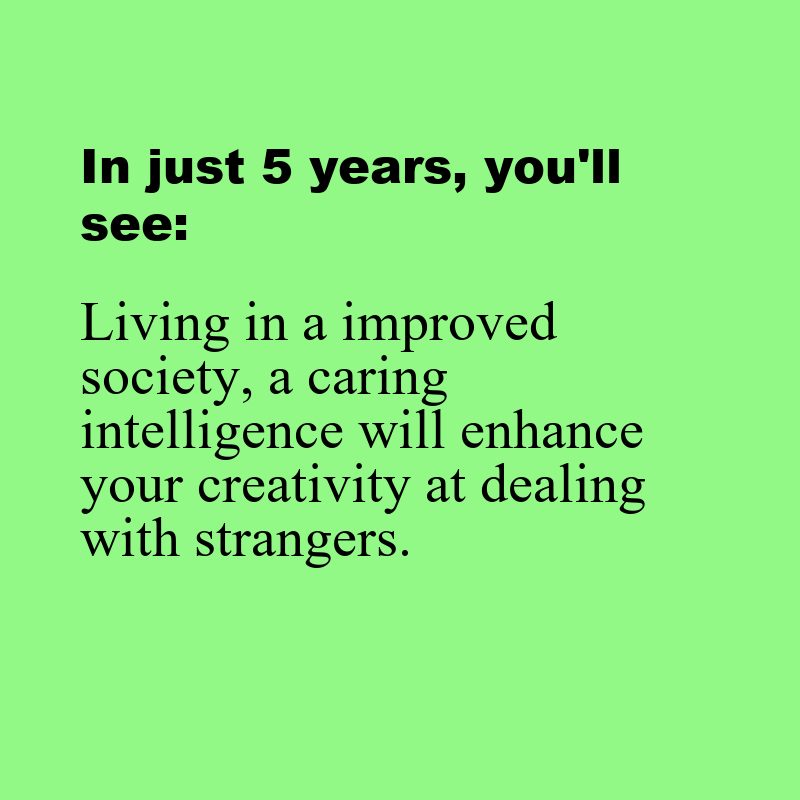 In just 5 years, you'll
see:
Living in a improved
society, a caring
intelligence will enhance
your creativity at dealing
with strangers.